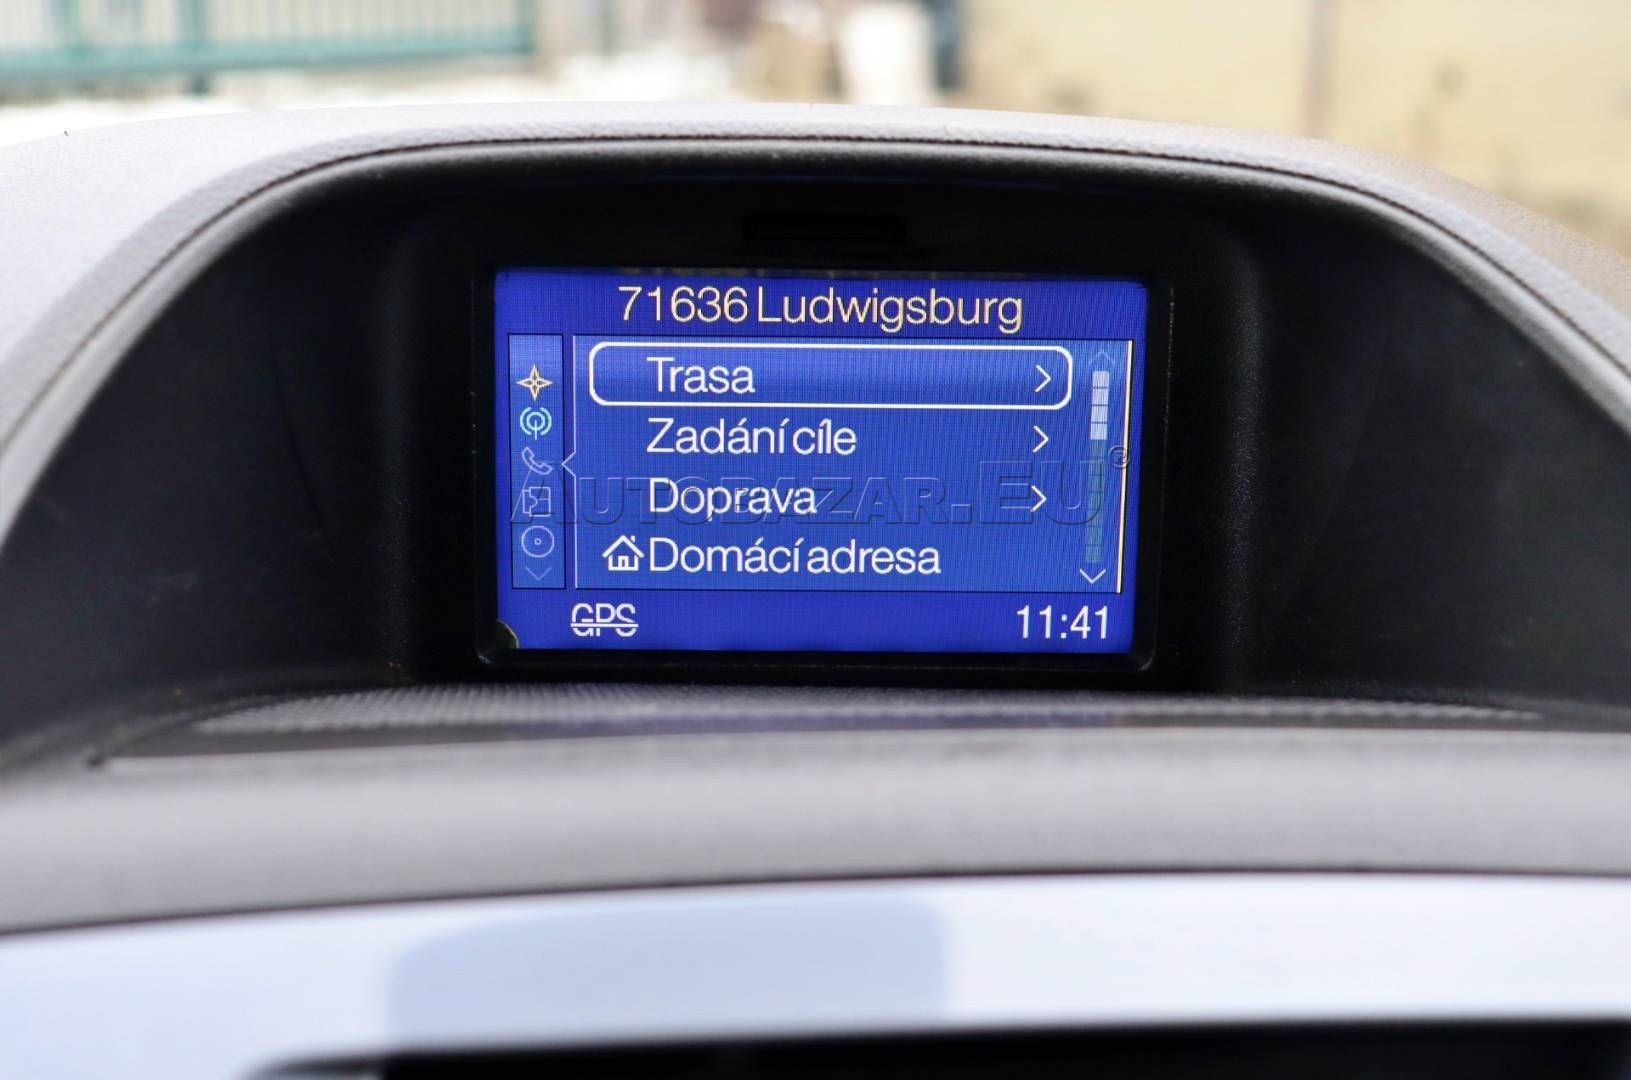 71636 Ludwigsburg
Trasa
Zadání cíle
Doprava
AUTOBAZAR.EU®
Domácí adresa
GPS
11:41